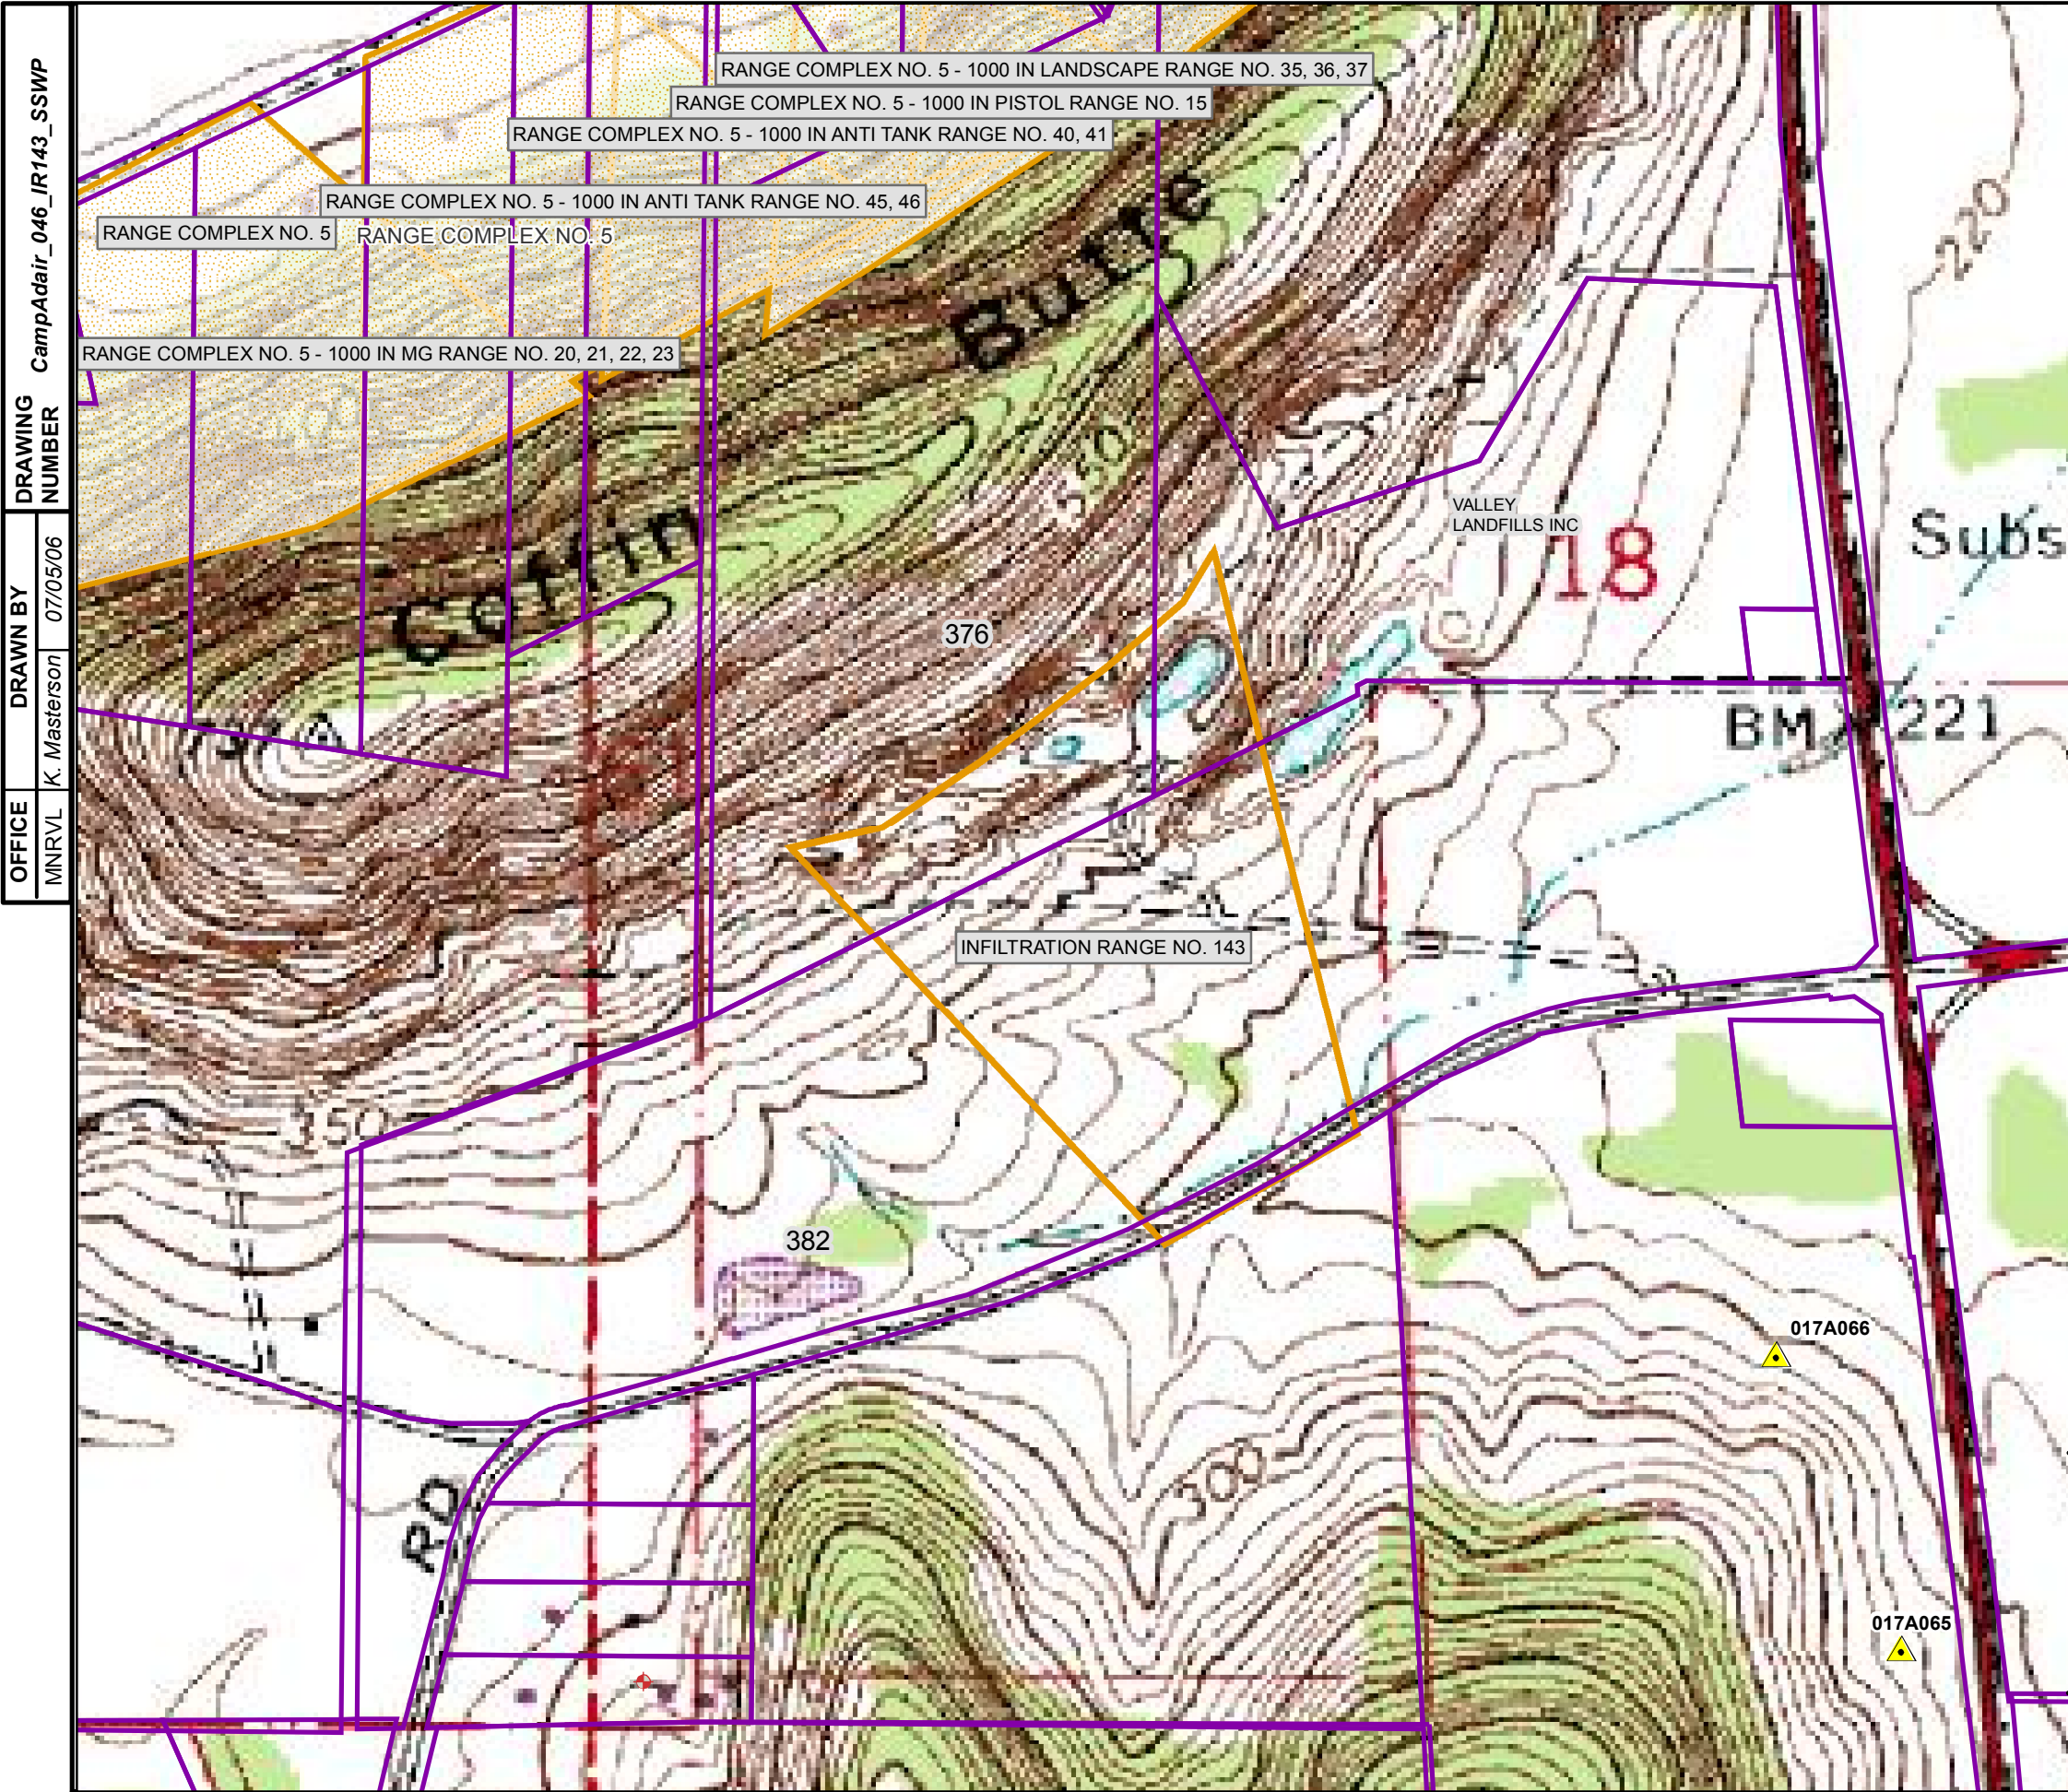 DRAWING NUMBER
CampAdair_046_IR143_SSWP
DRAWN BY
K. Masterson
07/05/06
OFFICE
MNRVL
RANGE COMPLEX NO. 5 - 1000 IN LANDSCAPE RANGE NO. 35, 36, 37
RANGE COMPLEX NO. 5 - 1000 IN PISTOL RANGE NO. 15
RANGE COMPLEX NO. 5 - 1000 IN ANTI TANK RANGE NO. 40, 41
RANGE COMPLEX NO. 5 - 1000 IN ANTI TANK RANGE NO. 45, 46
RANGE COMPLEX NO. 5
RANGE COMPLEX NO. 5
RANGE COMPLEX NO. 5 - 1000 IN MG RANGE NO. 20, 21, 22, 23
220
Coffin Butte
VALLEY
LANDFILLS INC
18
Subs
376
BM
221
INFILTRATION RANGE NO. 143
382
017A066
300
RD
017A065